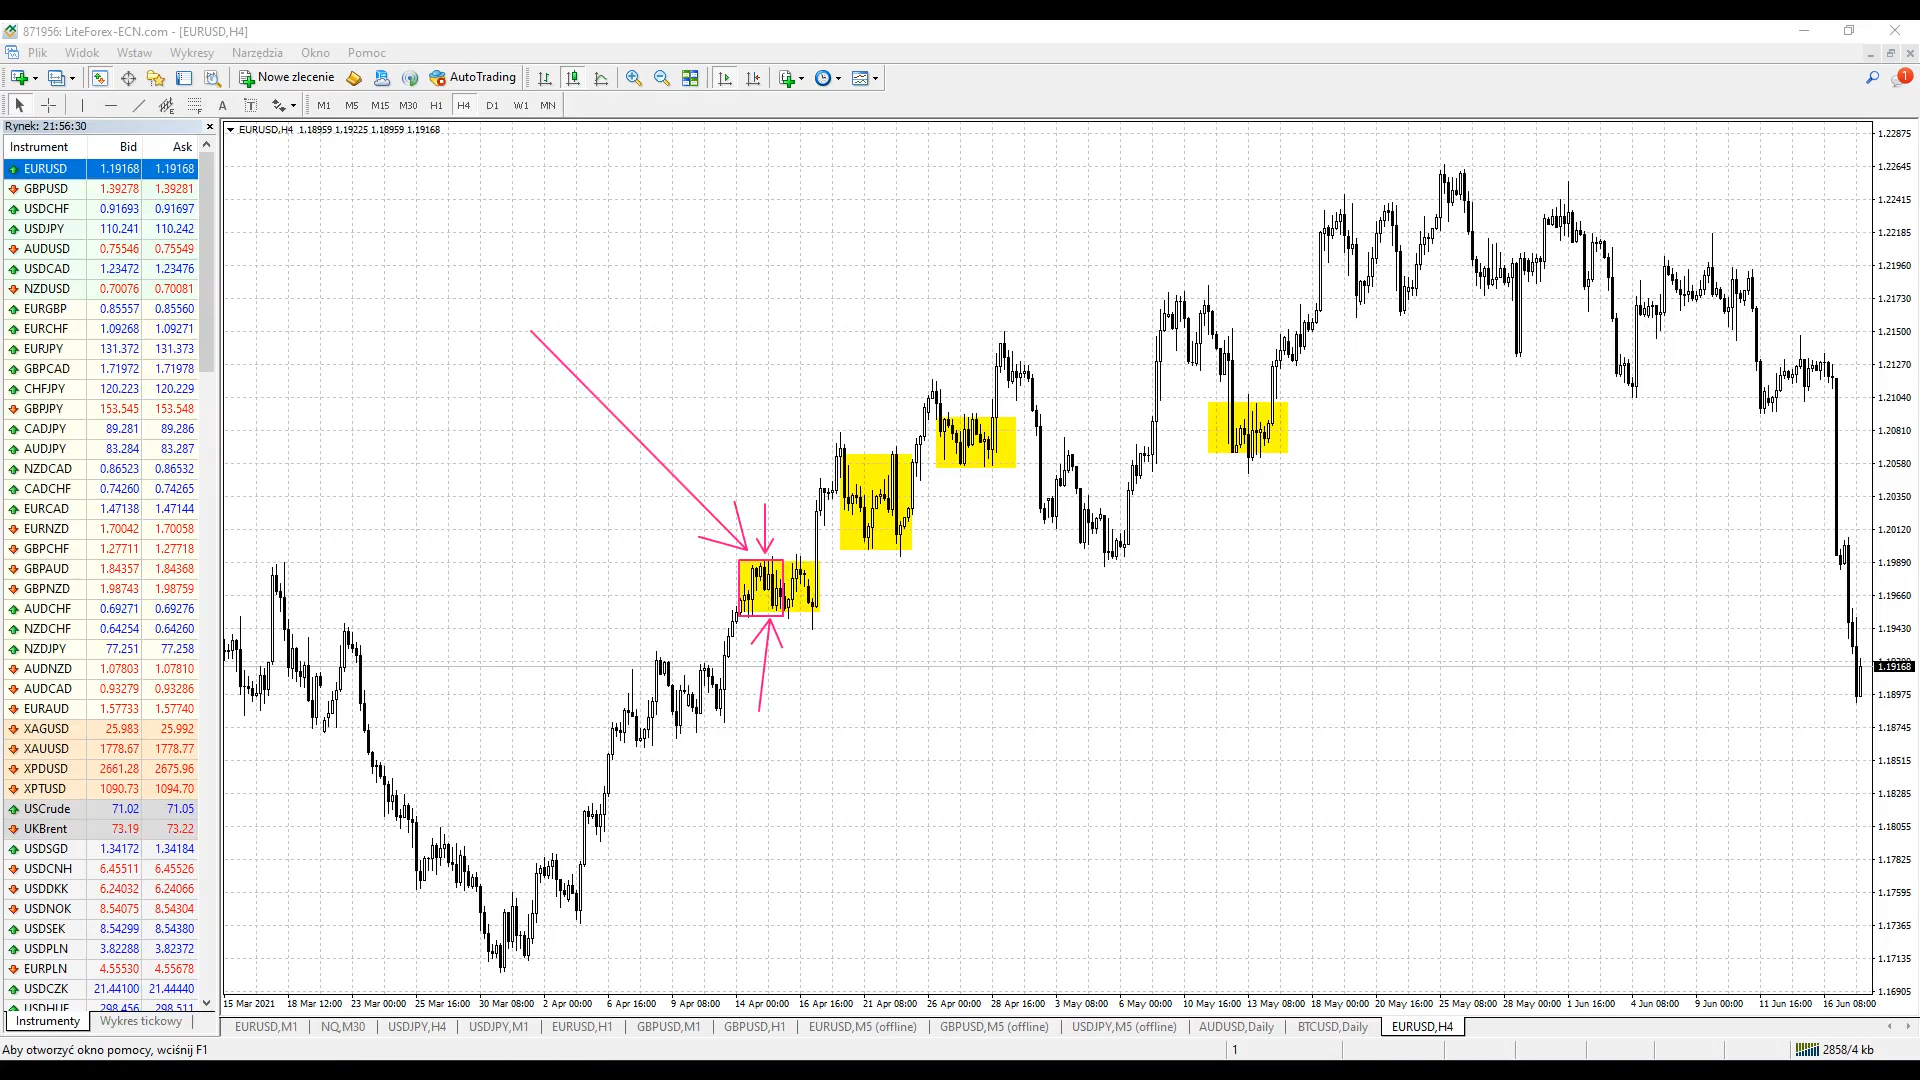 871956: LiteForex-ECN.com - [EURUSD,H4]
Plik Widok Wstaw Wykresy Narzędzia Okno Pomoc
Nowe zlecenie AutoTrading 1
A T M1 M5 M15 M30 H1 H4 D1 W1 MN
Rynek: 21:56:30
Instrument Bid Ask
EURUSD 1.19168 1.19168
GBPUSD 1.39278 1.39281
USDCHF 0.91693 0.91697
USDJPY 110.241 110.242
AUDUSD 0.75546 0.75549
USDCAD 1.23472 1.23476
NZDUSD 0.70076 0.70081
EURGBP 0.85557 0.85560
EURCHF 1.09268 1.09271
EURJPY 131.372 131.373
GBPCAD 1.71972 1.71978
CHFJPY 120.223 120.229
GBPJPY 153.545 153.548
CADJPY 89.281 89.286
AUDJPY 83.284 83.287
NZDCAD 0.86523 0.86532
CADCHF 0.74260 0.74265
EURCAD 1.47138 1.47144
EURNZD 1.70042 1.70058
GBPCHF 1.27711 1.27718
GBPAUD 1.84357 1.84368
GBPNZD 1.98743 1.98759
AUDCHF 0.69271 0.69276
NZDCHF 0.64254 0.64260
NZDJPY 77.251 77.258
AUDNZD 1.07803 1.07810
AUDCAD 0.93279 0.93286
EURAUD 1.57733 1.57740
XAGUSD 25.983 25.992
XAUUSD 1778.67 1778.77
XPDUSD 2661.28 2675.96
XPTUSD 1090.73 1094.70
USCrude 71.02 71.05
UKBrent 73.19 73.22
USDSGD 1.34172 1.34184
USDCNH 6.45511 6.45526
USDDKK 6.24032 6.24066
USDNOK 8.54075 8.54304
USDSEK 8.54299 8.54380
USDPLN 3.82288 3.82372
EURPLN 4.55530 4.55678
USDCZK 21.44100 21.44440
USDHUF 298.456 298.511
Instrumenty Wykres tickowy
EURUSD,H4 1.18959 1.19225 1.18959 1.19168
1.22875
1.22645
1.22415
1.22185
1.21960
1.21730
1.21500
1.21270
1.21040
1.20810
1.20580
1.20350
1.20120
1.19890
1.19660
1.19430
1.19168
1.18975
1.18745
1.18515
1.18285
1.18055
1.17825
1.17595
1.17365
1.17135
1.16905
15 Mar 2021 18 Mar 12:00 23 Mar 00:00 25 Mar 16:00 30 Mar 08:00 2 Apr 00:00 6 Apr 16:00 9 Apr 08:00 14 Apr 00:00 16 Apr 16:00 21 Apr 08:00 26 Apr 00:00 28 Apr 16:00 3 May 08:00 6 May 00:00 10 May 16:00 13 May 08:00 18 May 00:00 20 May 16:00 25 May 08:00 28 May 00:00 1 Jun 16:00 4 Jun 08:00 9 Jun 00:00 11 Jun 16:00 16 Jun 08:00
EURUSD,M1 NQ,M30 USDJPY,H4 USDJPY,M1 EURUSD,H1 GBPUSD,M1 GBPUSD,H1 EURUSD,M5 (offline) GBPUSD,M5 (offline) USDJPY,M5 (offline) AUDUSD,Daily BTCUSD,Daily EURUSD,H4
Aby otworzyć okno pomocy, wciśnij F1 1 2858/4 kb